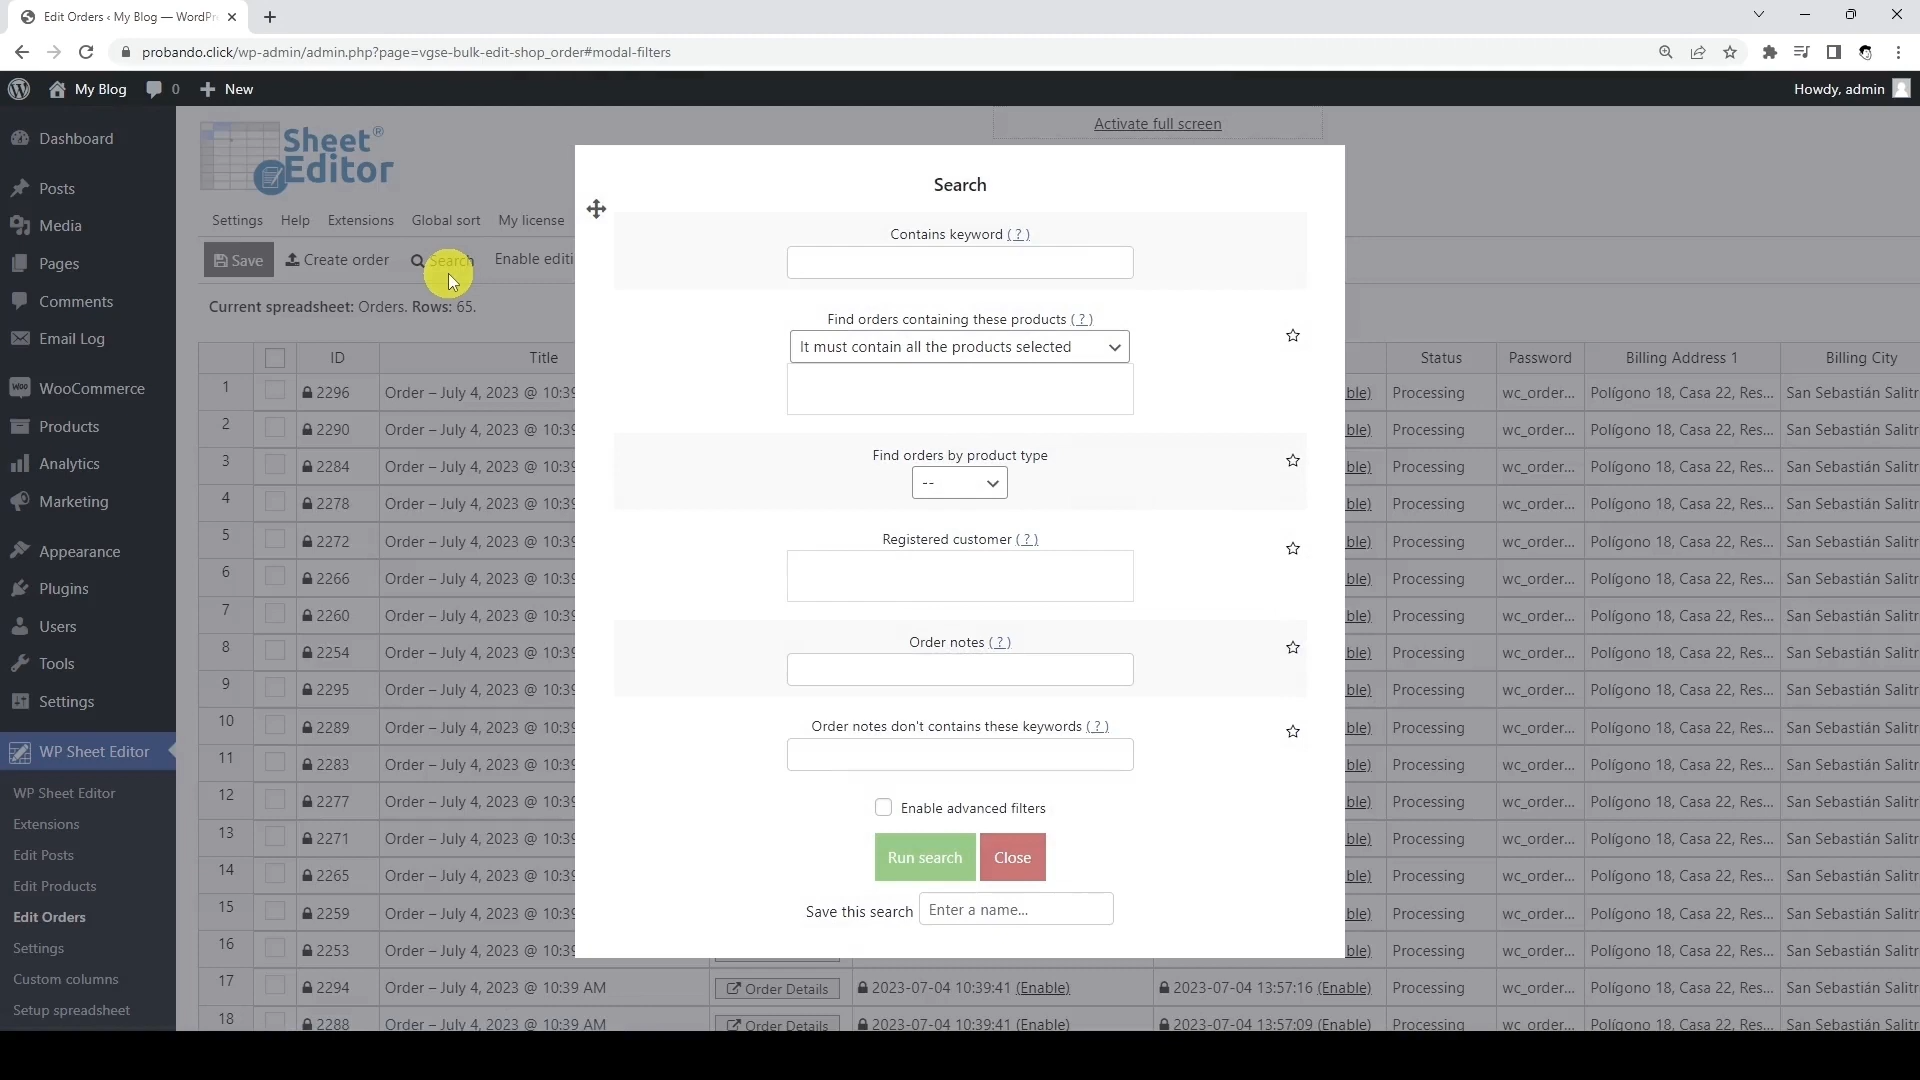 Edit Orders ‹ My Blog — WordPr
probando.click/wp-admin/admin.php?page=vgse-bulk-edit-shop_order#modal-filters
My Blog 0 New Howdy, admin
Dashboard
Posts
Media
Pages
Comments
Email Log
WooCommerce
Products
Analytics
Marketing
Appearance
Plugins
Users
Tools
Settings
WP Sheet Editor
WP Sheet Editor
Extensions
Edit Posts
Edit Products
Edit Orders
Settings
Custom columns
Setup spreadsheet
Sheet® Editor
Activate full screen
Settings Help Extensions Global sort My license
Save Create order Search Enable editi
Current spreadsheet: Orders. Rows: 65.
ID Title Status Password Billing Address 1 Billing City
1 2296 Order – July 4, 2023 @ 10:39 ble) Processing wc_order... Polígono 18, Casa 22, Res... San Sebastián Salitr
2 2290 Order – July 4, 2023 @ 10:39 ble) Processing wc_order... Polígono 18, Casa 22, Res... San Sebastián Salitr
3 2284 Order – July 4, 2023 @ 10:39 ble) Processing wc_order... Polígono 18, Casa 22, Res... San Sebastián Salitr
4 2278 Order – July 4, 2023 @ 10:39 ble) Processing wc_order... Polígono 18, Casa 22, Res... San Sebastián Salitr
5 2272 Order – July 4, 2023 @ 10:39 ble) Processing wc_order... Polígono 18, Casa 22, Res... San Sebastián Salitr
6 2266 Order – July 4, 2023 @ 10:39 ble) Processing wc_order... Polígono 18, Casa 22, Res... San Sebastián Salitr
7 2260 Order – July 4, 2023 @ 10:39 ble) Processing wc_order... Polígono 18, Casa 22, Res... San Sebastián Salitr
8 2254 Order – July 4, 2023 @ 10:39 ble) Processing wc_order... Polígono 18, Casa 22, Res... San Sebastián Salitr
9 2295 Order – July 4, 2023 @ 10:39 ble) Processing wc_order... Polígono 18, Casa 22, Res... San Sebastián Salitr
10 2289 Order – July 4, 2023 @ 10:39 ble) Processing wc_order... Polígono 18, Casa 22, Res... San Sebastián Salitr
11 2283 Order – July 4, 2023 @ 10:39 ble) Processing wc_order... Polígono 18, Casa 22, Res... San Sebastián Salitr
12 2277 Order – July 4, 2023 @ 10:39 ble) Processing wc_order... Polígono 18, Casa 22, Res... San Sebastián Salitr
13 2271 Order – July 4, 2023 @ 10:39 ble) Processing wc_order... Polígono 18, Casa 22, Res... San Sebastián Salitr
14 2265 Order – July 4, 2023 @ 10:39 ble) Processing wc_order... Polígono 18, Casa 22, Res... San Sebastián Salitr
15 2259 Order – July 4, 2023 @ 10:39 ble) Processing wc_order... Polígono 18, Casa 22, Res... San Sebastián Salitr
16 2253 Order – July 4, 2023 @ 10:39 ble) Processing wc_order... Polígono 18, Casa 22, Res... San Sebastián Salitr
17 2294 Order – July 4, 2023 @ 10:39 AM Order Details 2023-07-04 10:39:41 (Enable) 2023-07-04 13:57:16 (Enable) Processing wc_order... Polígono 18, Casa 22, Res... San Sebastián Salitr
18 2288 Order – July 4, 2023 @ 10:39 AM Order Details 2023-07-04 10:39:41 (Enable) 2023-07-04 13:57:09 (Enable) Processing wc_order... Polígono 18, Casa 22, Res... San Sebastián Salitr
Search
Contains keyword ( ? )
Find orders containing these products ( ? )
It must contain all the products selected
Find orders by product type
--
Registered customer ( ? )
Order notes ( ? )
Order notes don't contains these keywords ( ? )
Enable advanced filters
Run search Close
Save this search Enter a name...